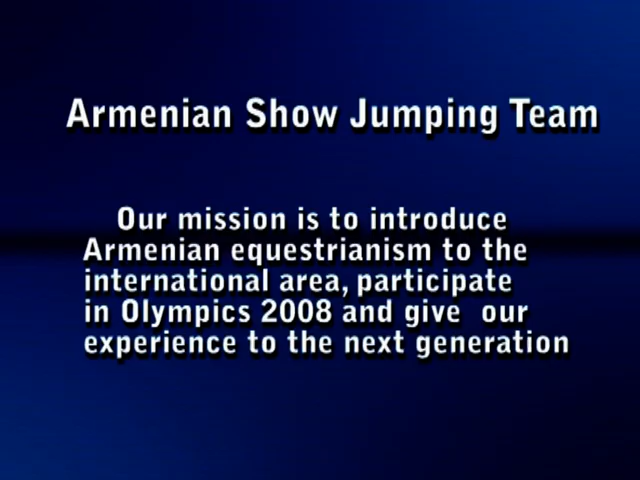 Armenian Show Jumping Team
Our mission is to introduce
Armenian equestrianism to the
international area, participate
in Olympics 2008 and give our
experience to the next generation